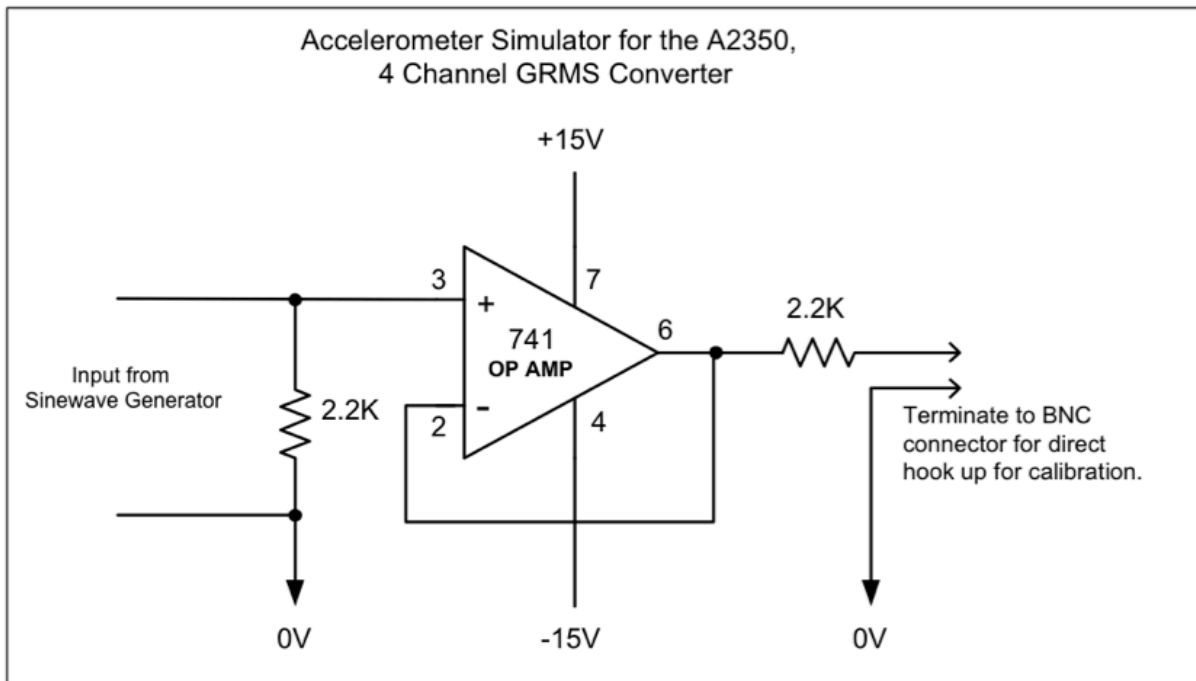 Accelerometer Simulator for the A2350,
4 Channel GRMS Converter
+15V
3
7
+
741
OP AMP
6
2.2K
Input from
Sinewave Generator
2.2K
-
2
4
Terminate to BNC
connector for direct
hook up for calibration.
0V
-15V
0V